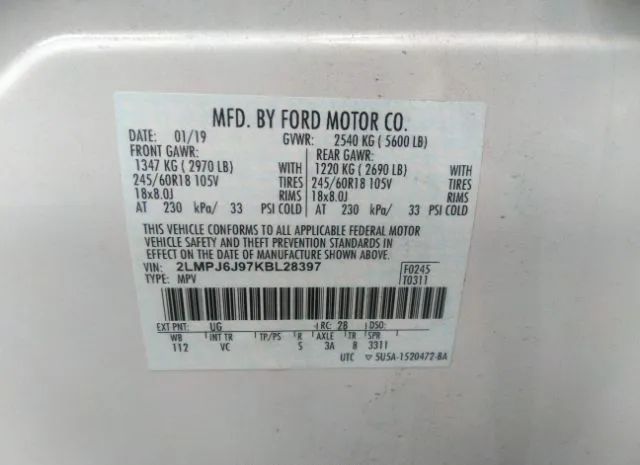 MFD. BY FORD MOTOR CO.
DATE: 01/19 GVWR: 2540 KG ( 5600 LB)
FRONT GAWR: REAR GAWR:
1347 KG ( 2970 LB) WITH 1220 KG ( 2690 LB) WITH
245/60R18 105V TIRES 245/60R18 105V TIRES
18x8.0J RIMS 18x8.0J RIMS
AT 230 kPa/ 33 PSI COLD AT 230 kPa/ 33 PSI COLD
THIS VEHICLE CONFORMS TO ALL APPLICABLE FEDERAL MOTOR
VEHICLE SAFETY AND THEFT PREVENTION STANDARDS IN
EFFECT ON THE DATE OF MANUFACTURE SHOWN ABOVE.
VIN: 2LMPJ6J97KBL28397 F0245
TYPE: MPV T0311
EXT PNT: UG RC: 28 DSO:
WB INT TR TP/PS R AXLE TR SPR
112 VC 5 3A 8 3311
UTC ▽ 5U5A-1520472-BA